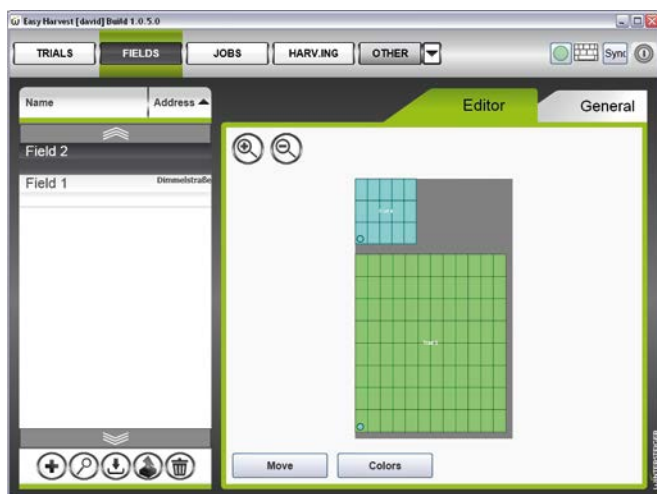 Easy Harvest [david] Build 1.0.5.0
TRIALS
FIELDS
JOBS
HARV.ING
OTHER
Sync
Name
Address
Editor
General
Field 2
Field 1
Dimmelstraße
Move
Colors
WINTERSTEIGER